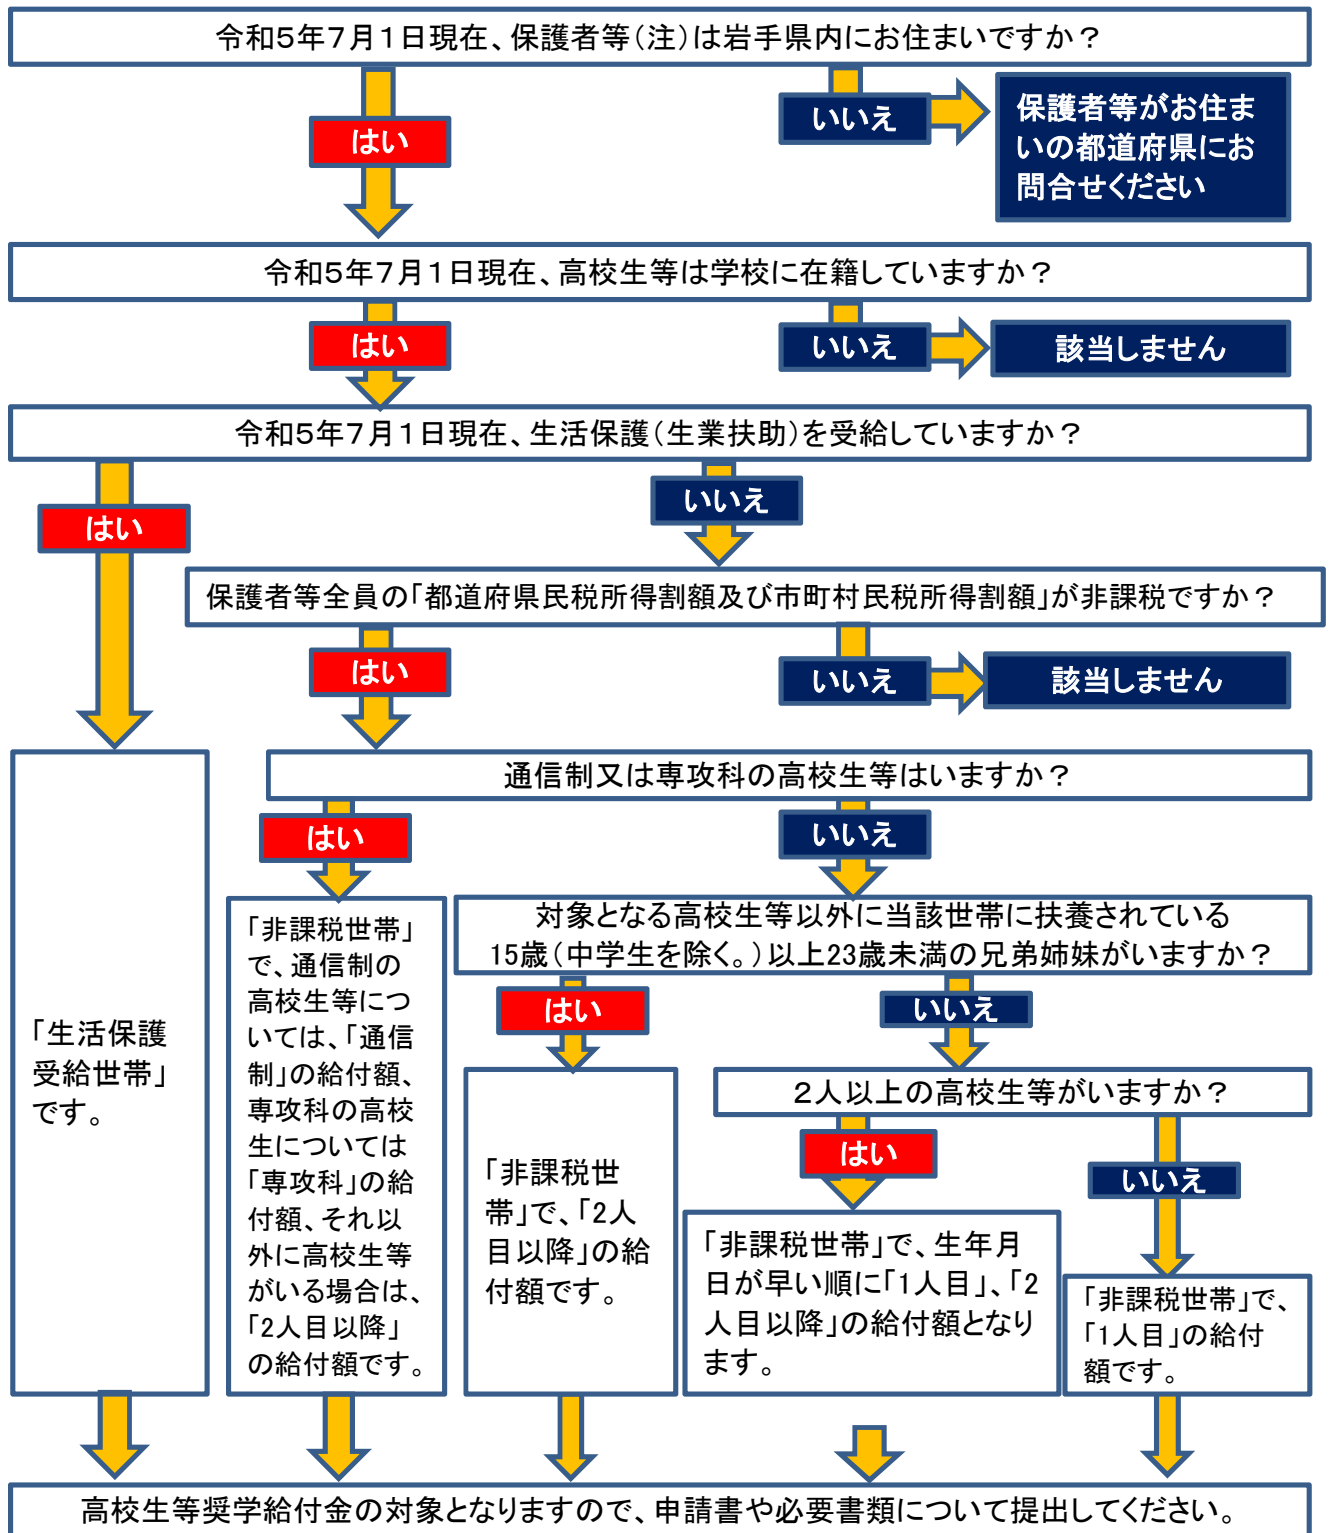 令和5年7月1日現在、保護者等(注)は岩手県内にお住まいですか？
はい
いいえ
保護者等がお住ま
いの都道府県にお
問合せください
令和5年7月1日現在、高校生等は学校に在籍していますか？
はい
いいえ
該当しません
令和5年7月1日現在、生活保護(生業扶助)を受給していますか？
はい
いいえ
保護者等全員の「都道府県民税所得割額及び市町村民税所得割額」が非課税ですか？
はい
いいえ
該当しません
通信制又は専攻科の高校生等はいますか？
はい
いいえ
対象となる高校生等以外に当該世帯に扶養されている
15歳(中学生を除く。)以上23歳未満の兄弟姉妹がいますか？
はい
いいえ
2人以上の高校生等がいますか？
はい
いいえ
「生活保護
受給世帯」
です。
「非課税世帯」
で、通信制の
高校生等につ
いては、「通信
制」の給付額、
専攻科の高校
生については
「専攻科」の給
付額、それ以
外に高校生等
がいる場合は、
「2人目以降」
の給付額です。
「非課税世
帯」で、「2人
目以降」の給
付額です。
「非課税世帯」で、生年月
日が早い順に「1人目」、「2
人目以降」の給付額となり
ます。
「非課税世帯」で、
「1人目」の給付
額です。
高校生等奨学給付金の対象となりますので、申請書や必要書類について提出してください。